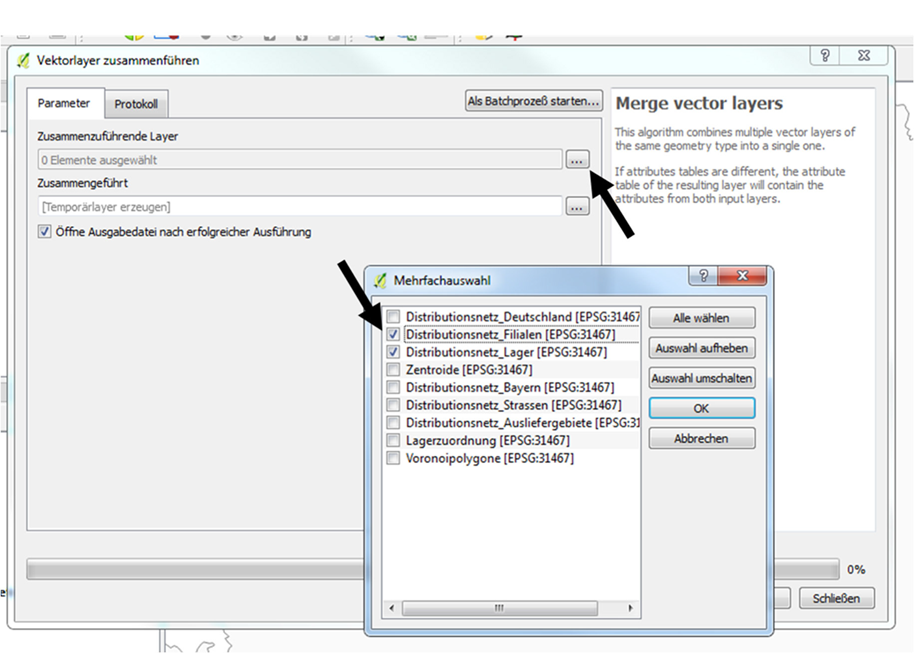 Vektorlayer zusammenführen
Parameter
Protokoll
Als Batchprozeß starten...
Zusammenzuführende Layer
0 Elemente ausgewählt
...
Zusammengeführt
[Temporärlayer erzeugen]
...
Öffne Ausgabedatei nach erfolgreicher Ausführung
Merge vector layers
This algorithm combines multiple vector layers of
the same geometry type into a single one.
If attributes tables are different, the attribute
table of the resulting layer will contain the
attributes from both input layers.
Mehrfachauswahl
Distributionsnetz_Deutschland [EPSG:31467
Distributionsnetz_Filialen [EPSG:31467]
Distributionsnetz_Lager [EPSG:31467]
Zentroide [EPSG:31467]
Distributionsnetz_Bayern [EPSG:31467]
Distributionsnetz_Strassen [EPSG:31467]
Distributionsnetz_Ausliefergebiete [EPSG:31
Lagerzuordnung [EPSG:31467]
Voronoipolygone [EPSG:31467]
Alle wählen
Auswahl aufheben
Auswahl umschalten
OK
Abbrechen
0%
Schließen